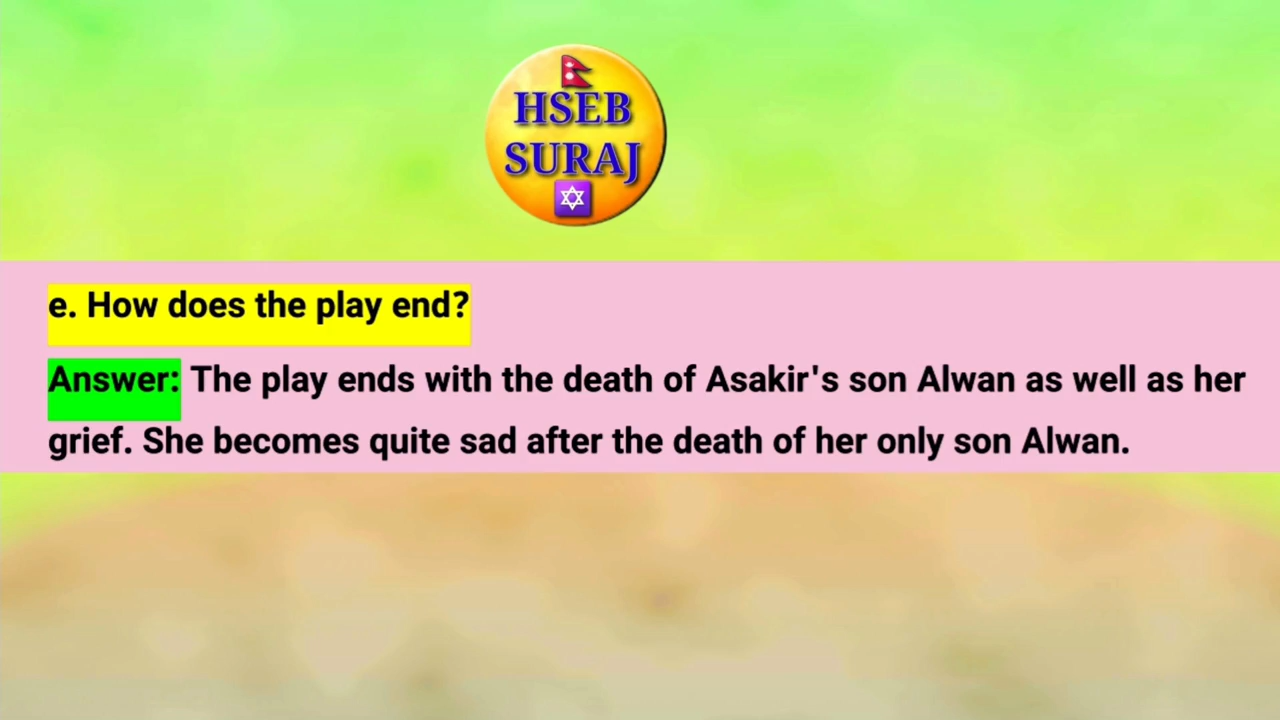 HSEB
SURAJ
e. How does the play end?
Answer: The play ends with the death of Asakir's son Alwan as well as her
grief. She becomes quite sad after the death of her only son Alwan.